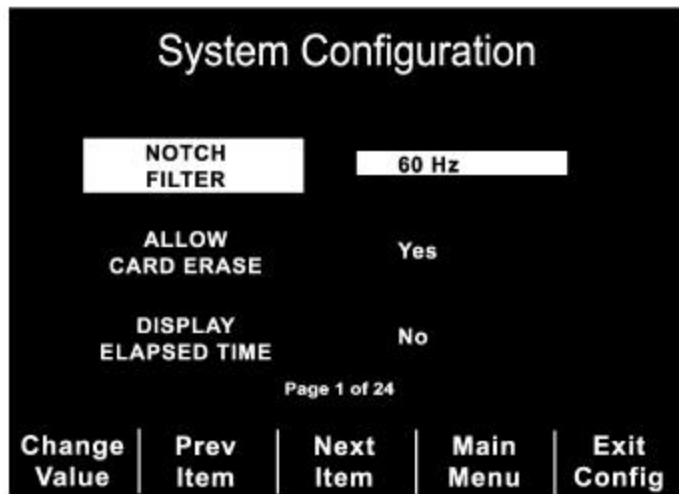 System Configuration
NOTCH
FILTER
60 Hz
ALLOW
CARD ERASE
Yes
DISPLAY
ELAPSED TIME
No
Page 1 of 24
Change Value
Prev Item
Next Item
Main Menu
Exit Config